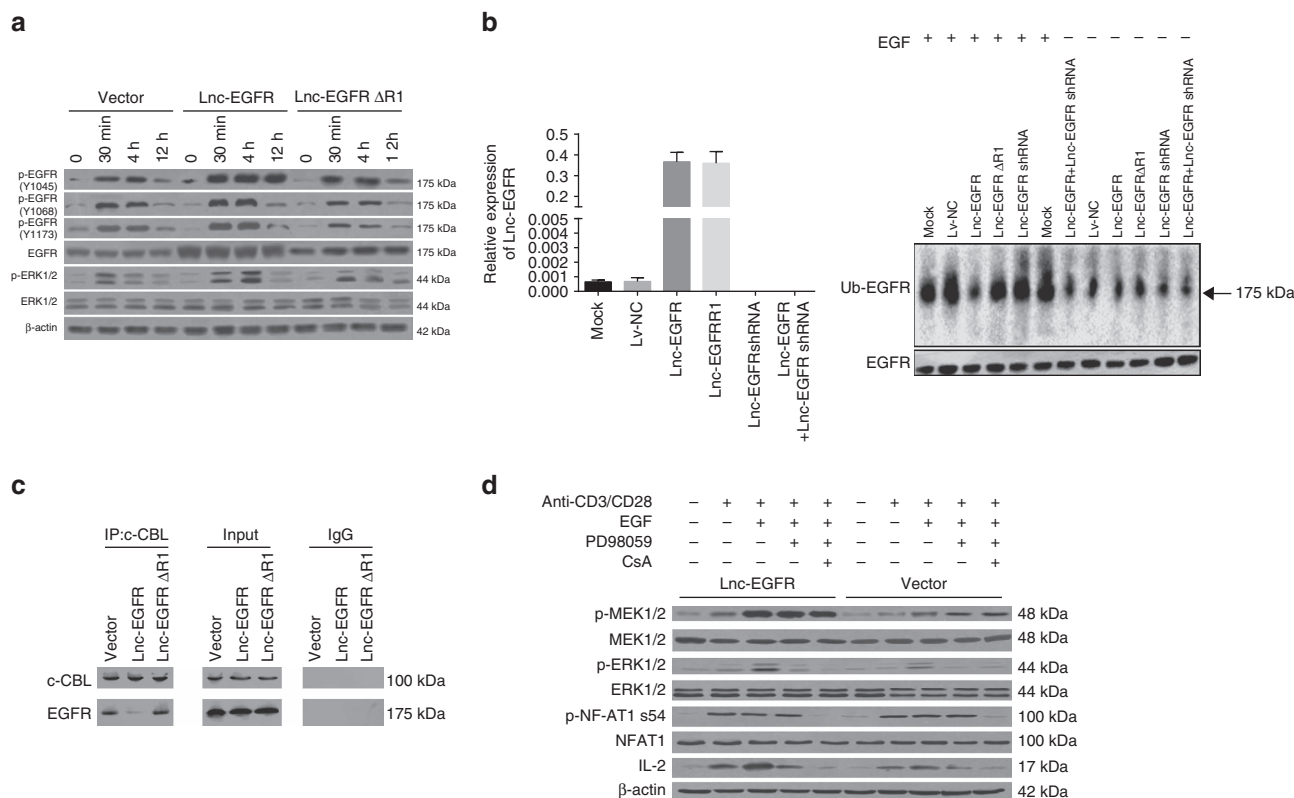 a
Vector Lnc-EGFR Lnc-EGFR ΔR1
0 30 min 4 h 12 h 0 30 min 4 h 12 h 0 30 min 4 h 1 2h
p-EGFR (Y1045) 175 kDa
p-EGFR (Y1068) 175 kDa
p-EGFR (Y1173) 175 kDa
EGFR 175 kDa
p-ERK1/2 44 kDa
ERK1/2 44 kDa
β-actin 42 kDa
b
Relative expression
of Lnc-EGFR
0.5
0.4
0.3
0.2
0.005
0.004
0.003
0.002
0.001
0.000
Mock
Lv-NC
Lnc-EGFR
Lnc-EGFRR1
Lnc-EGFRshRNA
Lnc-EGFR
+Lnc-EGFR shRNA
EGF + + + + + + – – – – – –
Mock
Lv-NC
Lnc-EGFR
Lnc-EGFR ΔR1
Lnc-EGFR shRNA
Mock
Lnc-EGFR+Lnc-EGFR shRNA
Lv-NC
Lnc-EGFR
Lnc-EGFRΔR1
Lnc-EGFR shRNA
Lnc-EGFR+Lnc-EGFR shRNA
Ub-EGFR 175 kDa
EGFR
c
IP:c-CBL Input IgG
Vector Lnc-EGFR Lnc-EGFR ΔR1 Vector Lnc-EGFR Lnc-EGFR ΔR1 Vector Lnc-EGFR Lnc-EGFR ΔR1
c-CBL 100 kDa
EGFR 175 kDa
d
Anti-CD3/CD28 – + + + + – + + + +
EGF – – + + + – – + + +
PD98059 – – – + + – – – + +
CsA – – – – + – – – – +
Lnc-EGFR Vector
p-MEK1/2 48 kDa
MEK1/2 48 kDa
p-ERK1/2 44 kDa
ERK1/2 44 kDa
p-NF-AT1 s54 100 kDa
NFAT1 100 kDa
IL-2 17 kDa
β-actin 42 kDa